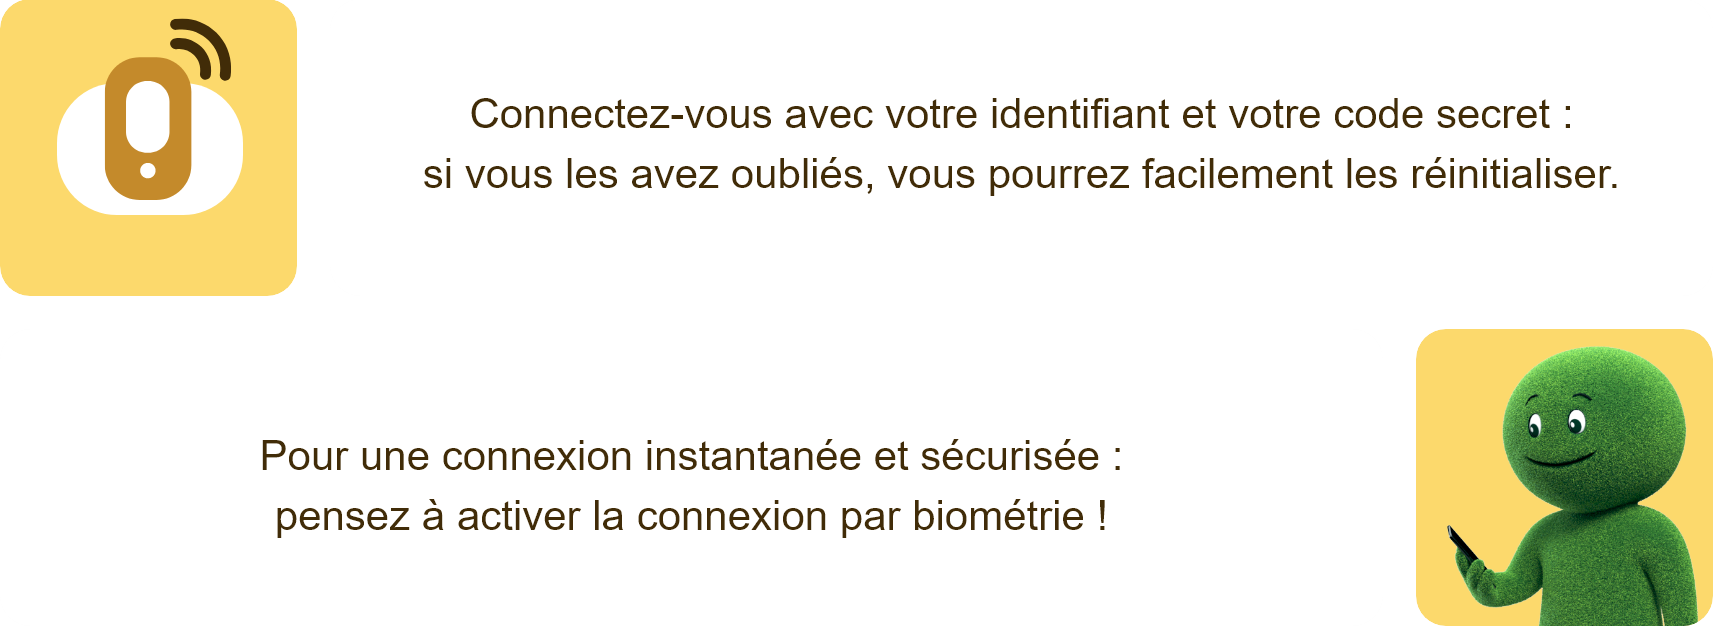 Connectez-vous avec votre identifiant et votre code secret :
si vous les avez oubliés, vous pourrez facilement les réinitialiser.
Pour une connexion instantanée et sécurisée :
pensez à activer la connexion par biométrie !